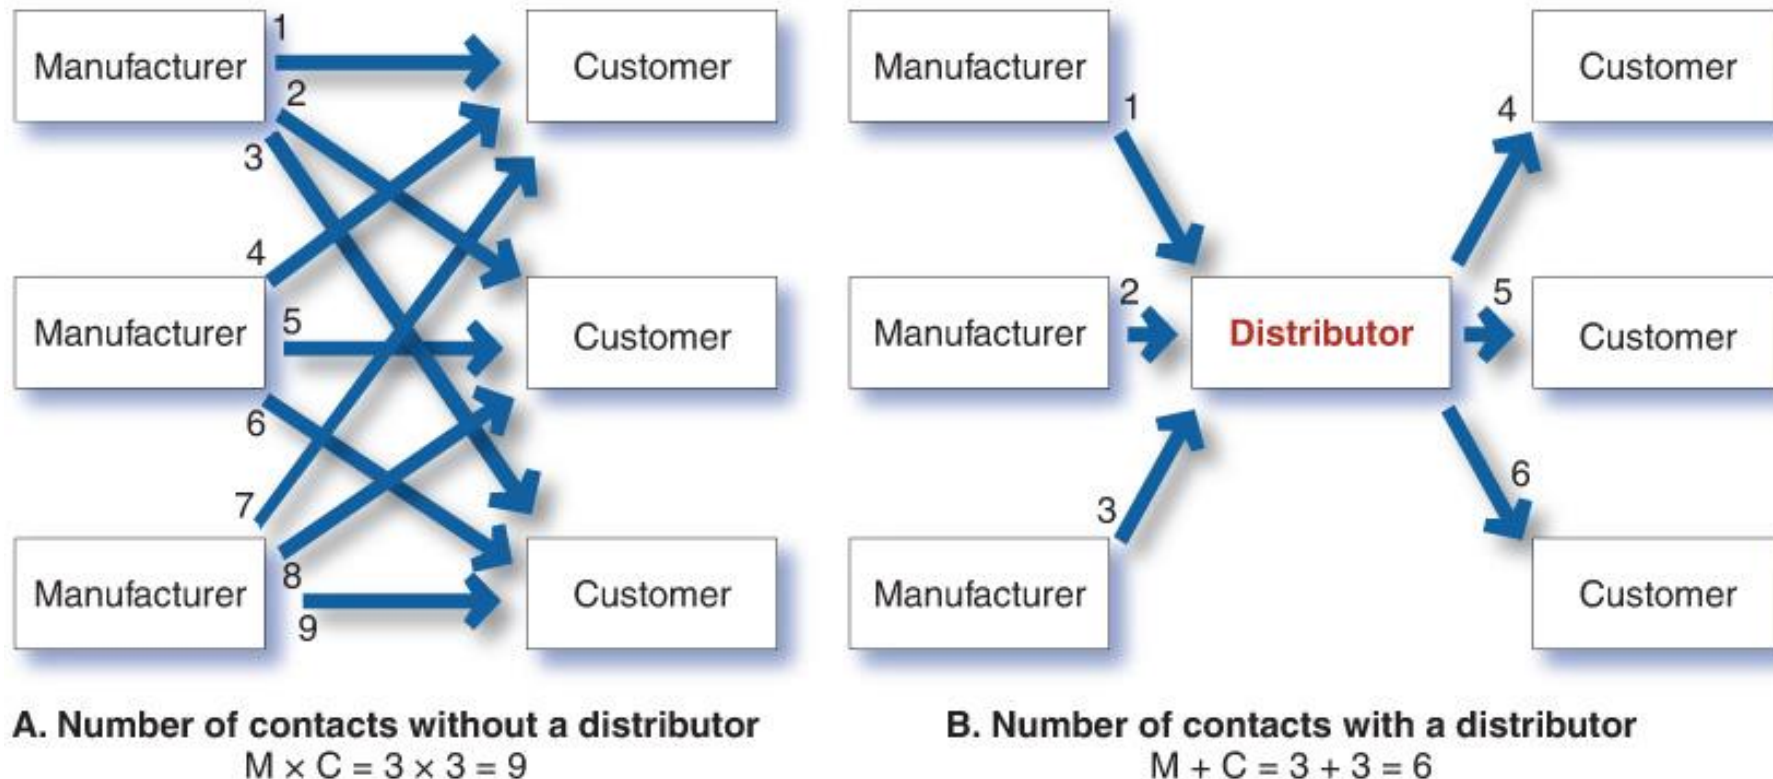 1
Manufacturer
Customer
2
3
4
Manufacturer
5
Customer
6
7
Manufacturer
8
Customer
9
A. Number of contacts without a distributor
M × C = 3 × 3 = 9
Manufacturer
1
Customer
4
Manufacturer
2
Distributor
5
Customer
3
6
Manufacturer
Customer
B. Number of contacts with a distributor
M + C = 3 + 3 = 6